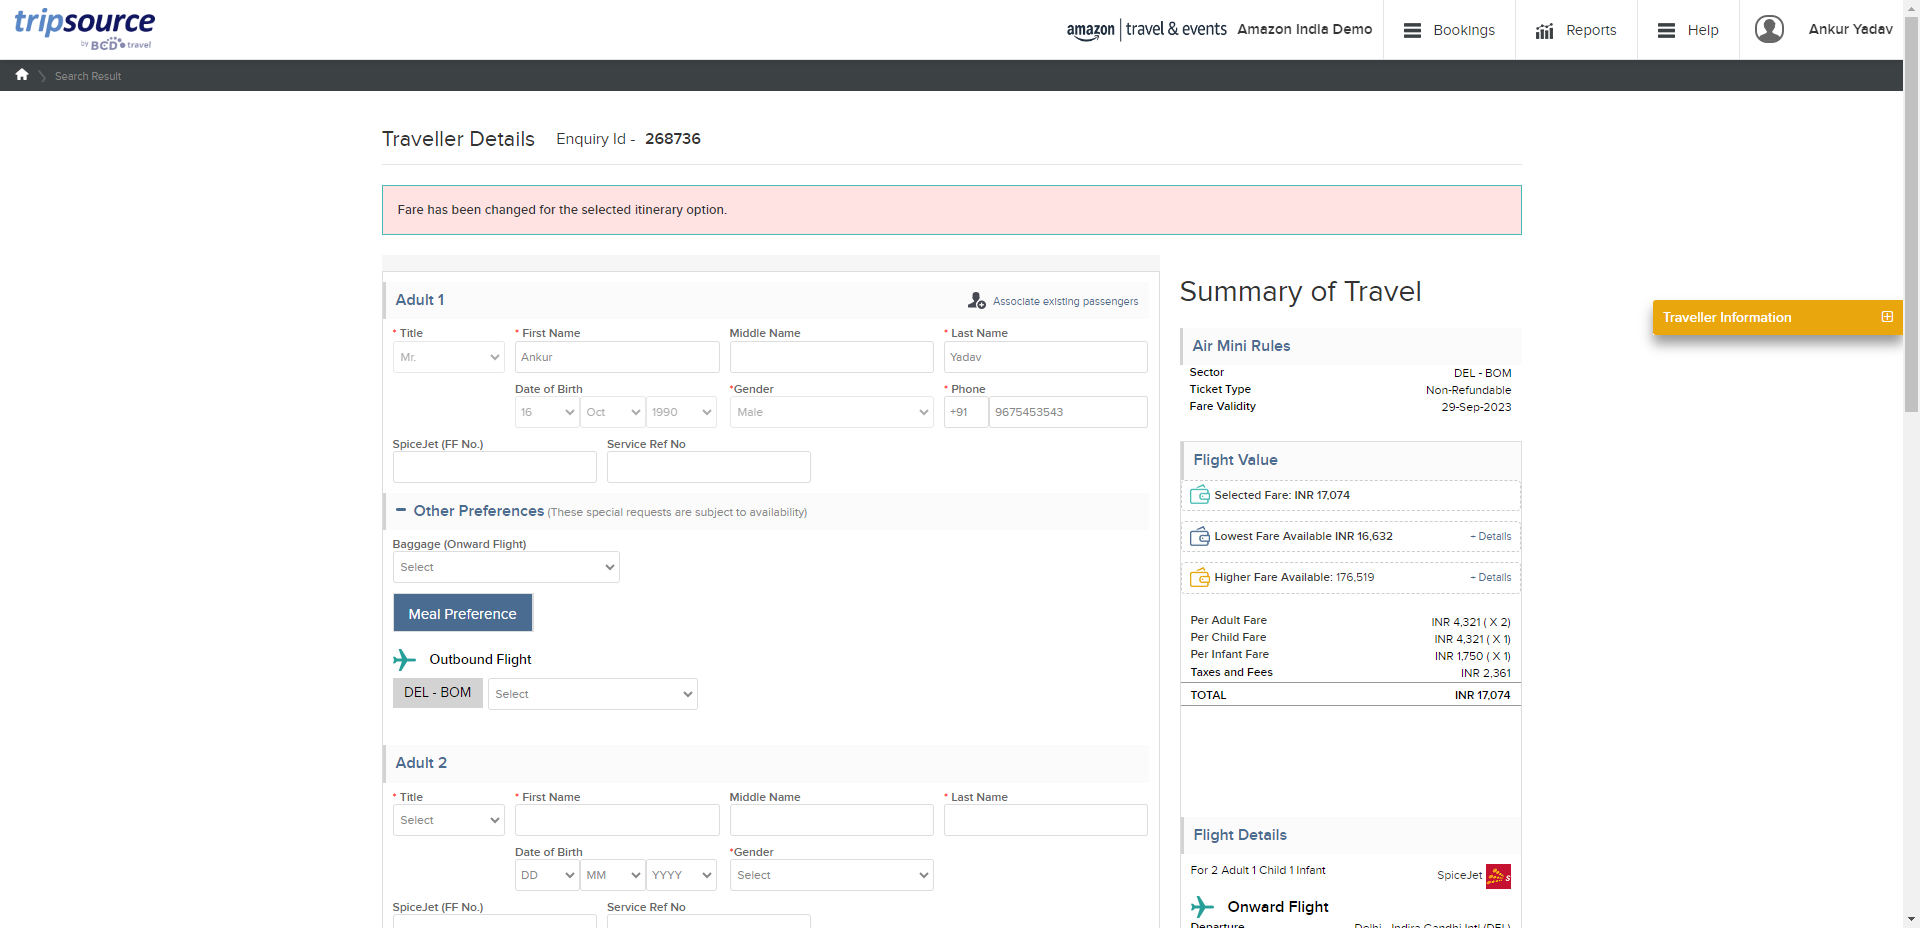 tripsource
by BCD travel
amazon travel & events
Amazon India Demo
Bookings
Reports
Help
Ankur Yadav
Search Result
Traveller Details
Enquiry Id - 268736
Fare has been changed for the selected itinerary option.
Adult 1
Associate existing passengers
* Title
* First Name
Middle Name
* Last Name
Mr.
Ankur
Yadav
Date of Birth
*Gender
* Phone
16
Oct
1990
Male
+91
9675453543
SpiceJet (FF No.)
Service Ref No
Other Preferences (These special requests are subject to availability)
Baggage (Onward Flight)
Select
Meal Preference
Outbound Flight
DEL - BOM
Select
Adult 2
* Title
* First Name
Middle Name
* Last Name
Select
Date of Birth
*Gender
DD
MM
YYYY
Select
SpiceJet (FF No.)
Service Ref No
Summary of Travel
Air Mini Rules
Sector DEL - BOM
Ticket Type Non-Refundable
Fare Validity 29-Sep-2023
Flight Value
Selected Fare: INR 17,074
Lowest Fare Available INR 16,632 + Details
Higher Fare Available: 176,519 + Details
Per Adult Fare INR 4,321 ( X 2)
Per Child Fare INR 4,321 ( X 1)
Per Infant Fare INR 1,750 ( X 1)
Taxes and Fees INR 2,361
TOTAL INR 17,074
Flight Details
For 2 Adult 1 Child 1 Infant
SpiceJet
Onward Flight
Departure Delhi - Indira Gandhi Intl (DEL)
Traveller Information